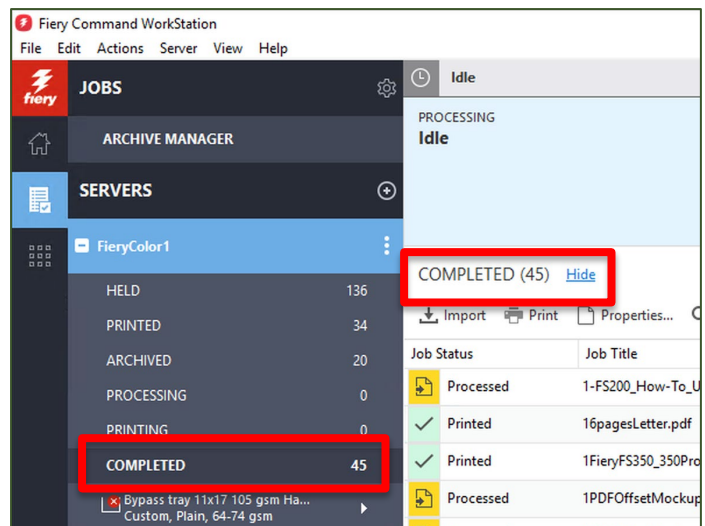 Fiery Command WorkStation
File Edit Actions Server View Help
fiery
JOBS
ARCHIVE MANAGER
SERVERS
FieryColor1
HELD 136
PRINTED 34
ARCHIVED 20
PROCESSING 0
PRINTING 0
COMPLETED 45
Bypass tray 11x17 105 gsm Ha...
Custom, Plain, 64-74 gsm
Idle
PROCESSING
Idle
COMPLETED (45) Hide
Import Print Properties...
Job Status Job Title
Processed 1-FS200_How-To_U
Printed 16pagesLetter.pdf
Printed 1FieryFS350_350Pro
Processed 1PDFOffsetMockup